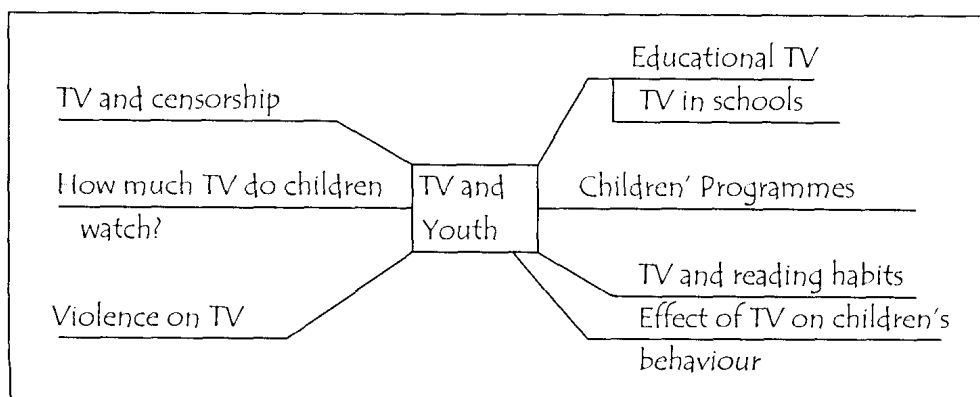 TV and censorship
How much TV do children
watch?
Violence on TV
TV and
Youth
Educational TV
TV in schools
Children' Programmes
TV and reading habits
Effect of TV on children's
behaviour